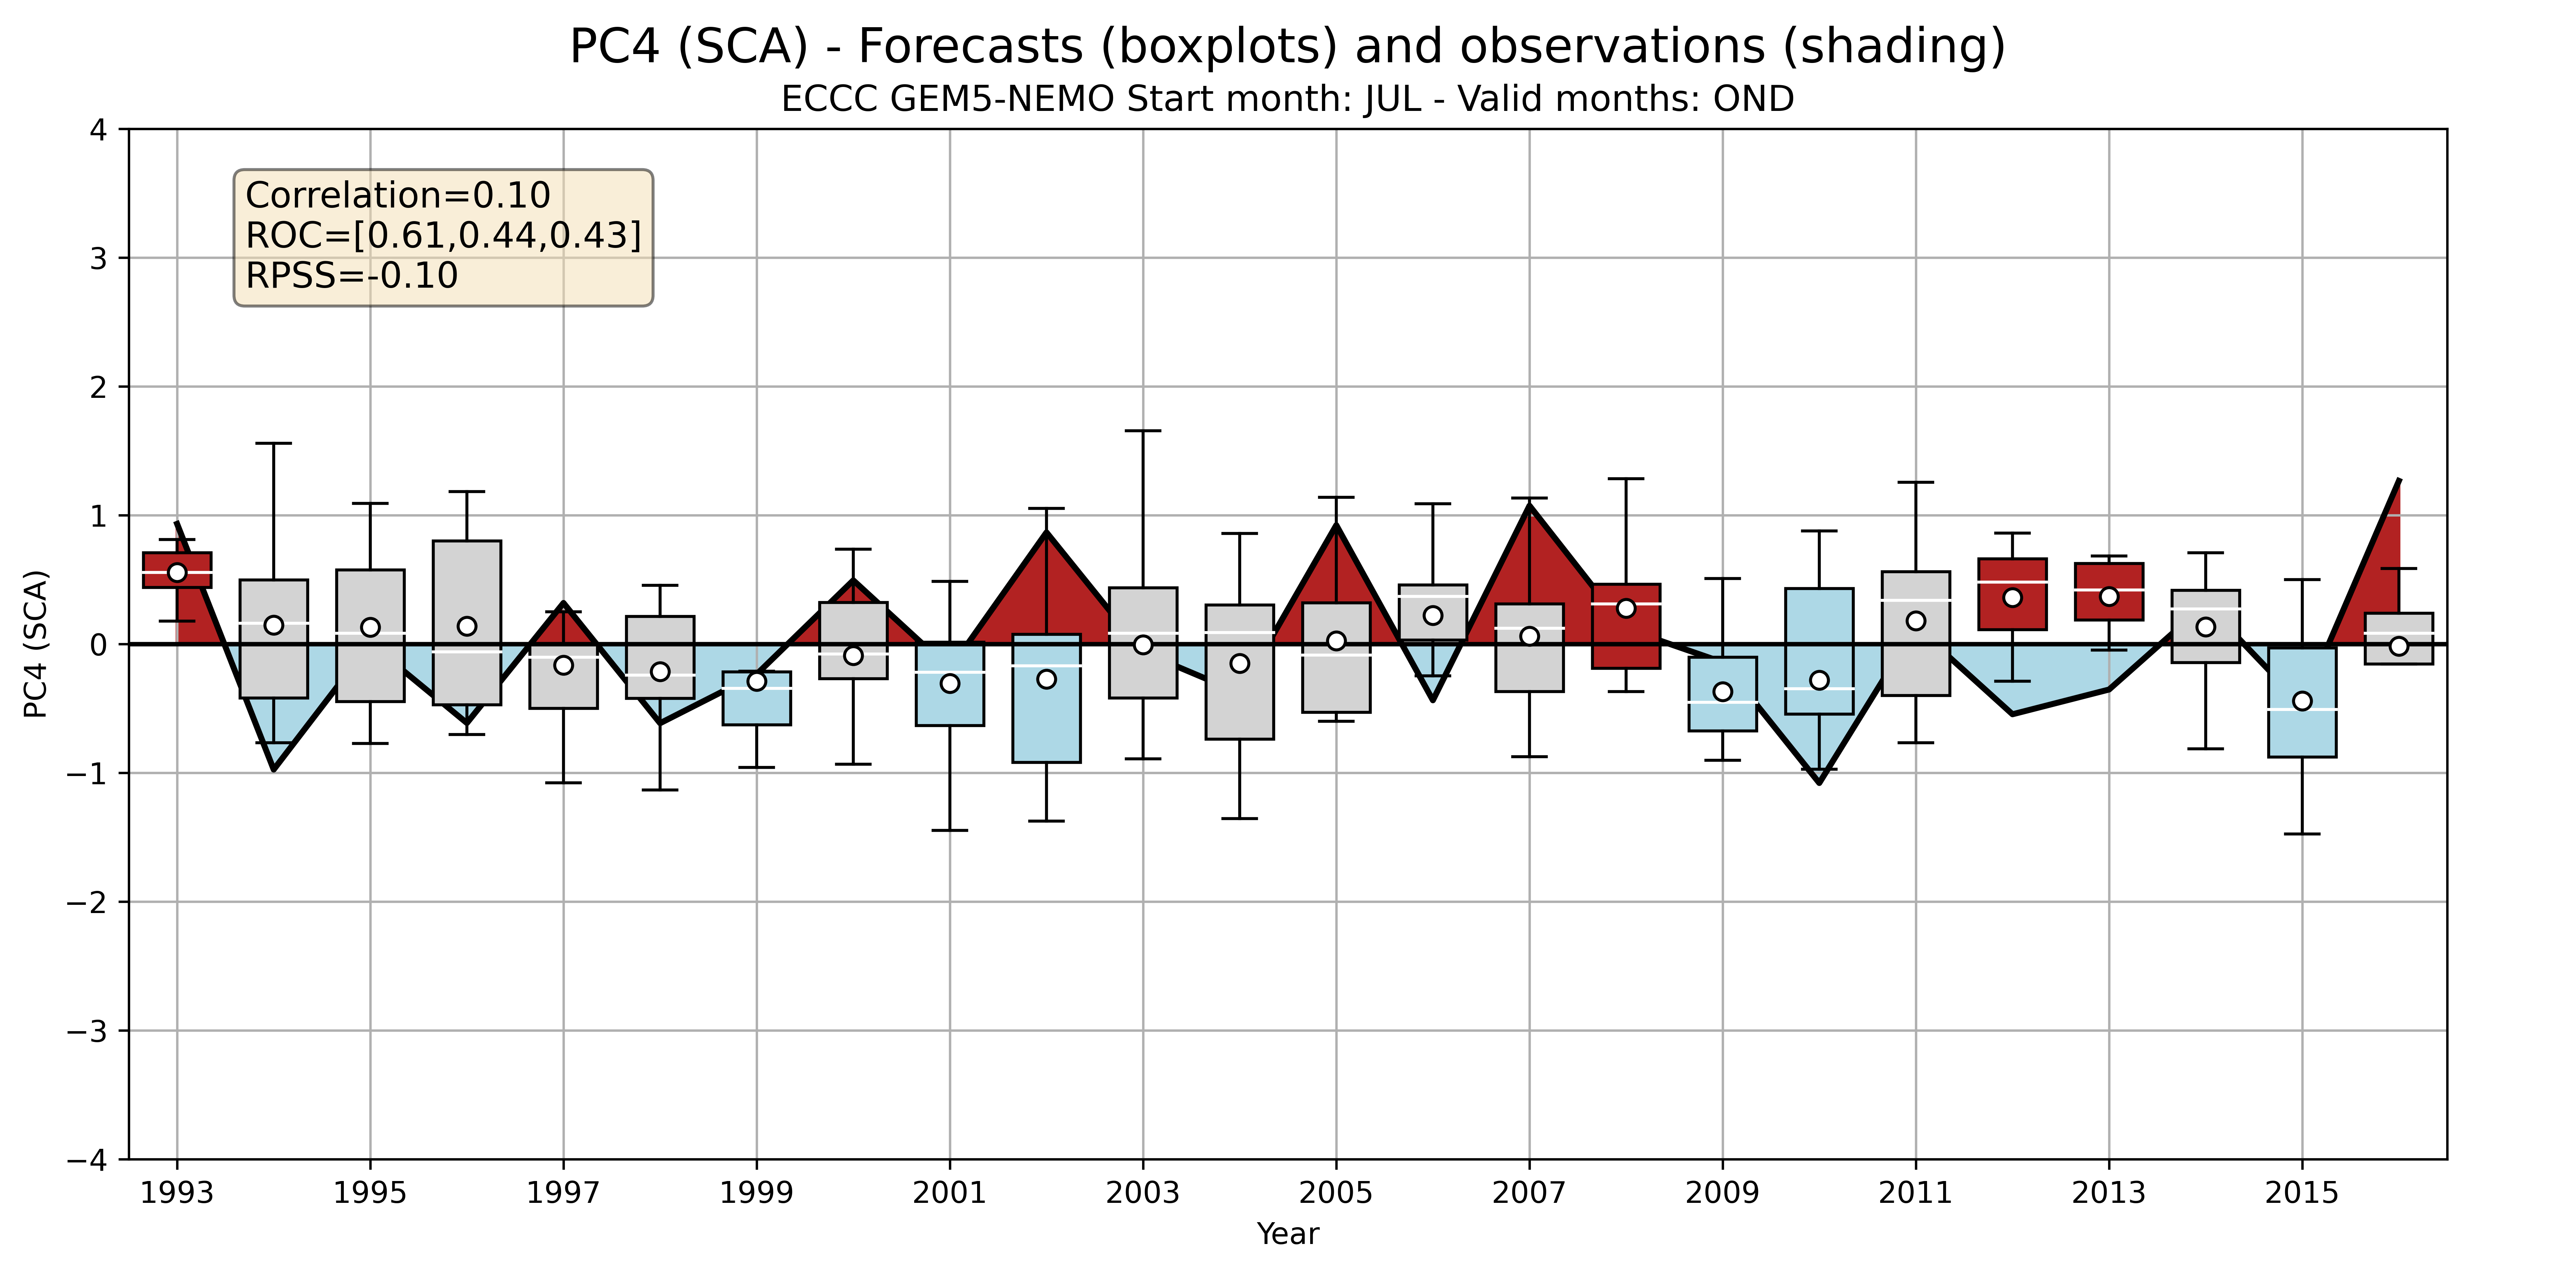 PC4 (SCA) - Forecasts (boxplots) and observations (shading)
ECCC GEM5-NEMO Start month: JUL - Valid months: OND
Correlation=0.10
ROC=[0.61,0.44,0.43]
RPSS=-0.10
PC4 (SCA)
4
3
2
1
0
−1
−2
−3
−4
1993 1995 1997 1999 2001 2003 2005 2007 2009 2011 2013 2015
Year